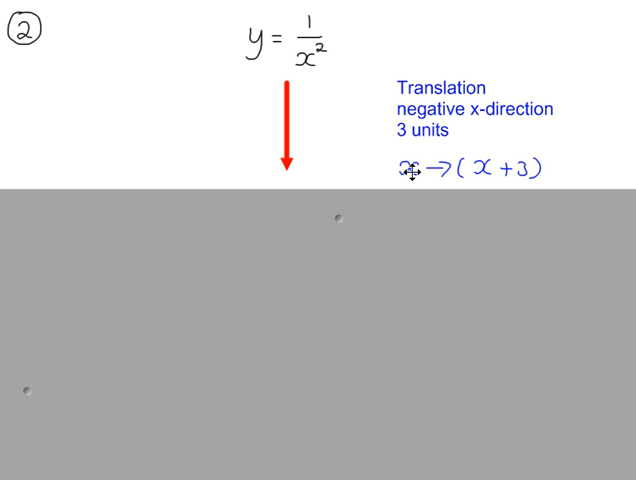 ②
y = 1/x²
Translation
negative x-direction
3 units
x → (x + 3)